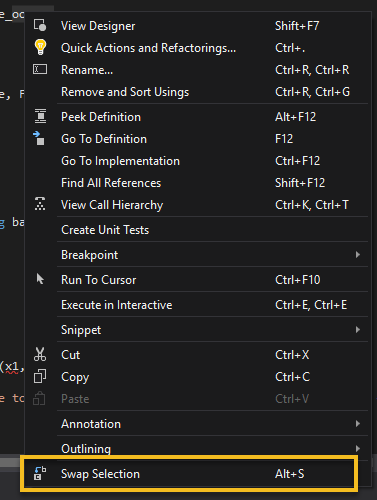 e_oc
View Designer Shift+F7
Quick Actions and Refactorings... Ctrl+.
Rename... Ctrl+R, Ctrl+R
e, F
Remove and Sort Usings Ctrl+R, Ctrl+G
Peek Definition Alt+F12
Go To Definition F12
Go To Implementation Ctrl+F12
Find All References Shift+F12
View Call Hierarchy Ctrl+K, Ctrl+T
g ba
Create Unit Tests
Breakpoint
Run To Cursor Ctrl+F10
Execute in Interactive Ctrl+E, Ctrl+E
Snippet
Cut Ctrl+X
(x1,
Copy Ctrl+C
e to
Paste Ctrl+V
Annotation
Outlining
Swap Selection Alt+S